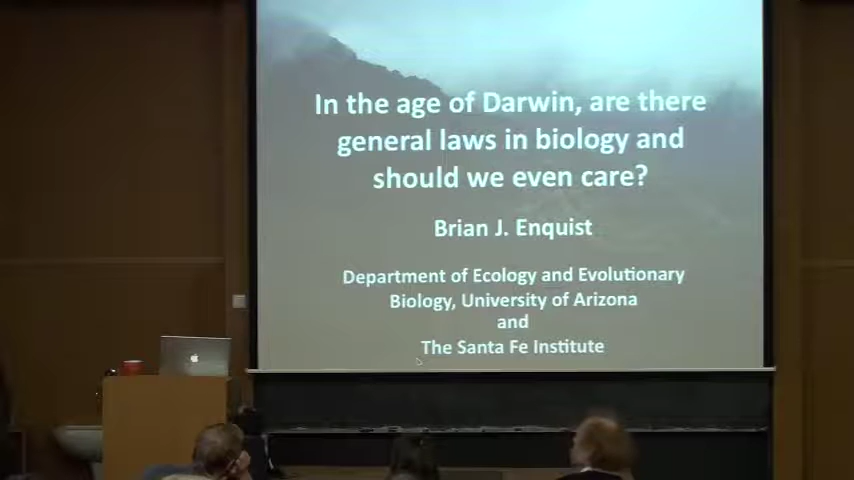 In the age of Darwin, are there
general laws in biology and
should we even care?
Brian J. Enquist
Department of Ecology and Evolutionary
Biology, University of Arizona
and
The Santa Fe Institute